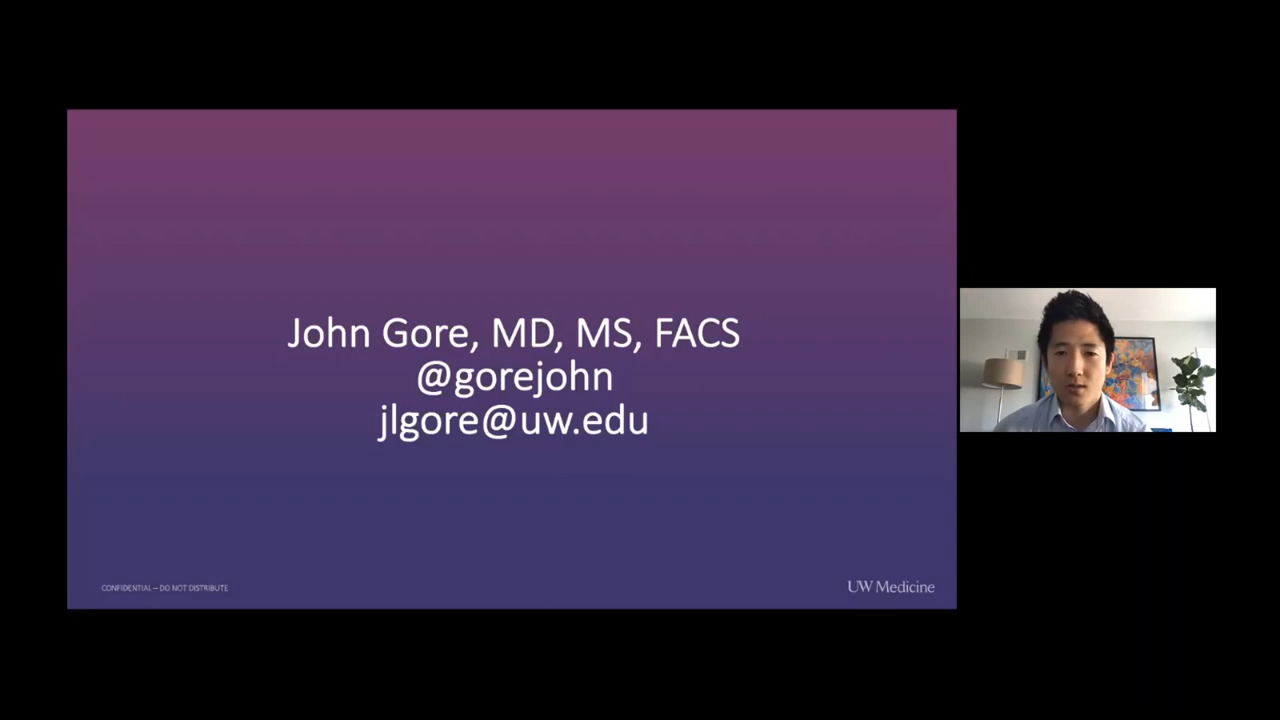 John Gore, MD, MS, FACS
@gorejohn
jlgore@uw.edu
CONFIDENTIAL – DO NOT DISTRIBUTE
UW Medicine